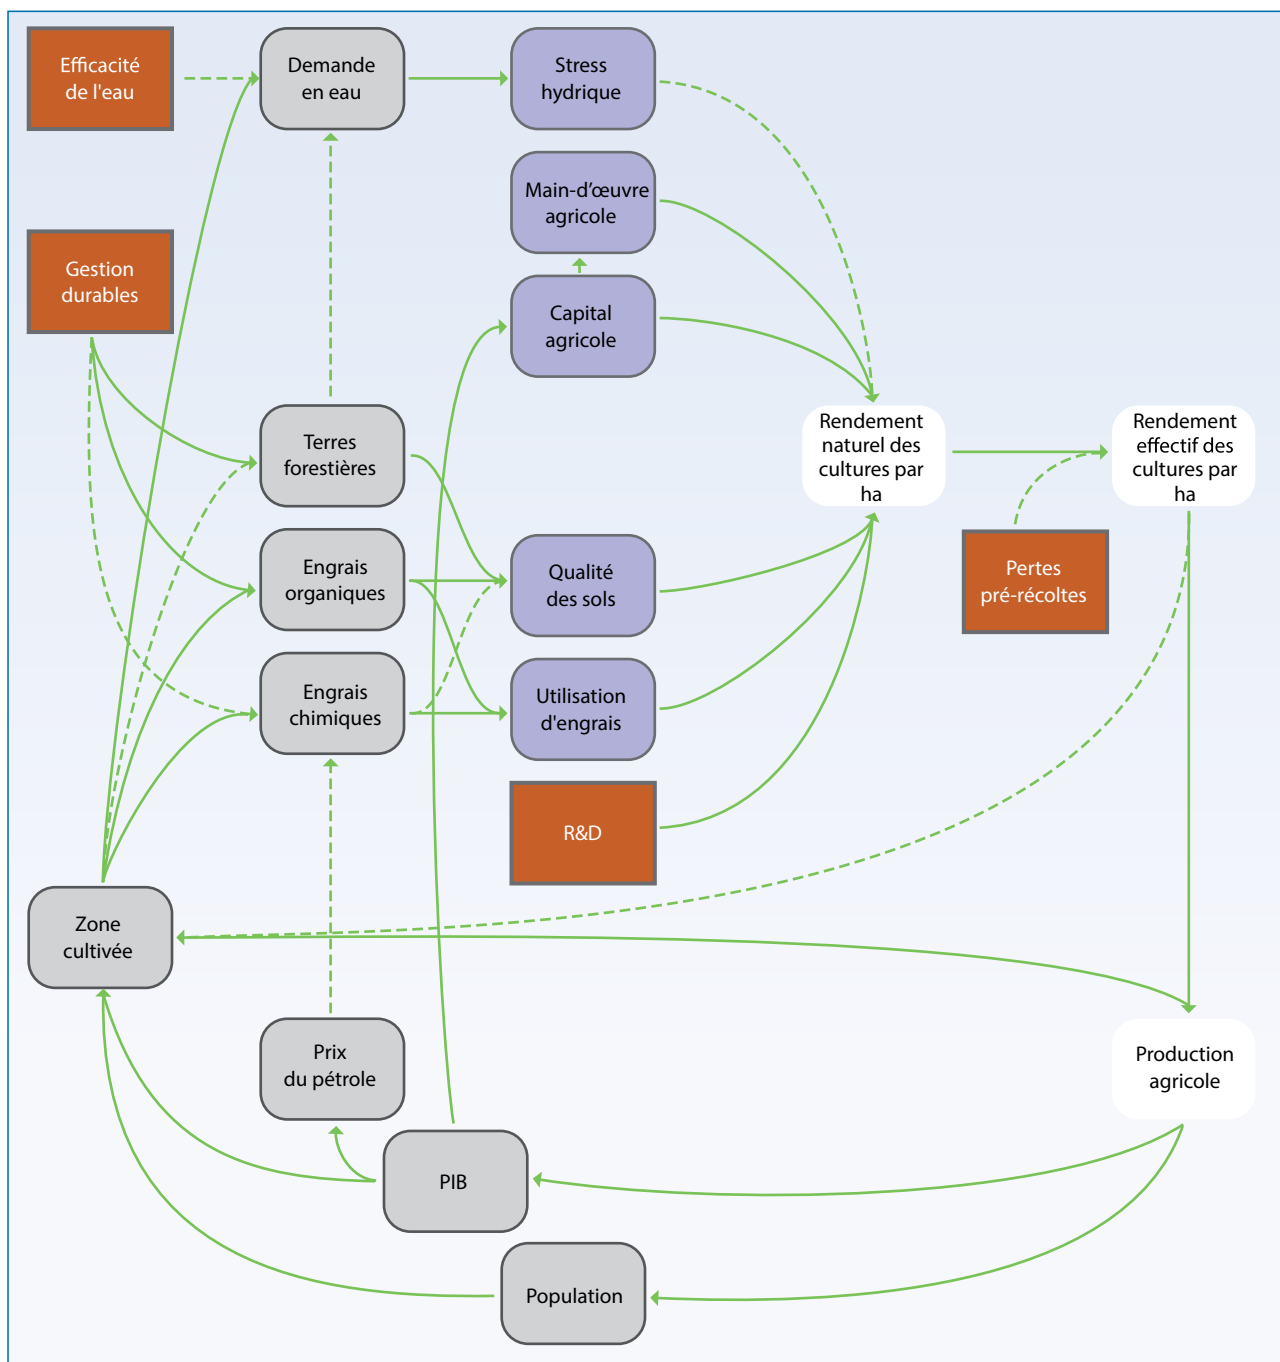 Efficacité
de l'eau
Demande
en eau
Stress
hydrique
Main-d'œuvre
agricole
Gestion
durables
Capital
agricole
Terres
forestières
Rendement
naturel des
cultures par
ha
Rendement
effectif des
cultures par
ha
Engrais
organiques
Qualité
des sols
Pertes
pré-récoltes
Engrais
chimiques
Utilisation
d'engrais
R&D
Zone
cultivée
Prix
du pétrole
Production
agricole
PIB
Population